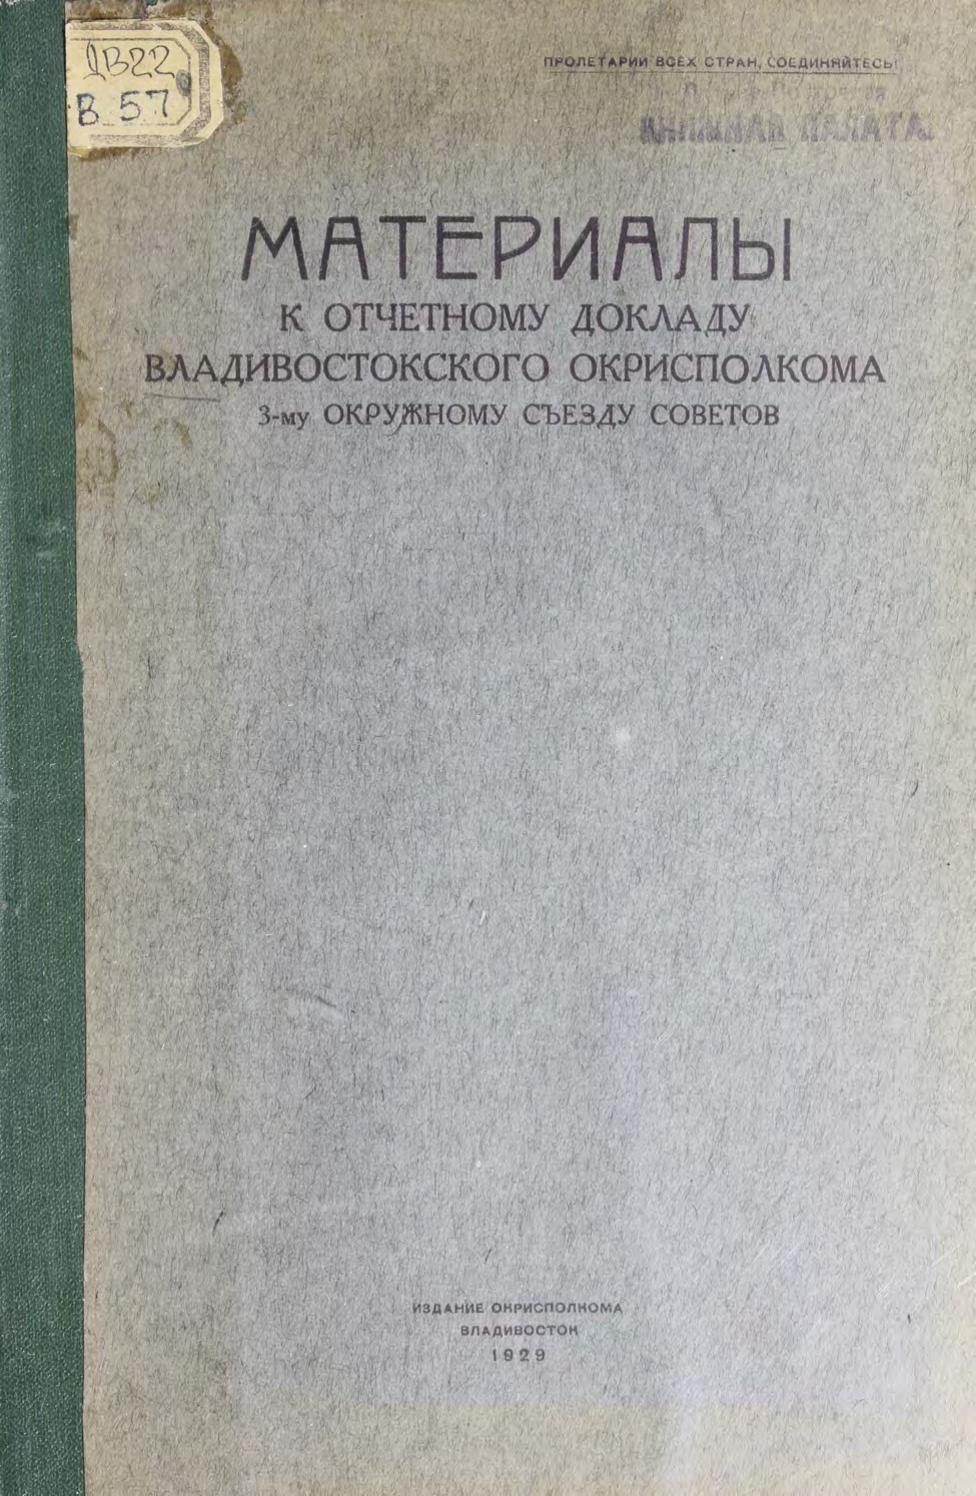 ДВ22
В 57
ПРОЛЕТАРИИ ВСЕХ СТРАН, СОЕДИНЯЙТЕСЬ!
ПАЛАТА
МАТЕРИАЛЫ
К ОТЧЕТНОМУ ДОКЛАДУ
ВЛАДИВОСТОКСКОГО ОКРИСПОЛКОМА
3-му ОКРУЖНОМУ СЪЕЗДУ СОВЕТОВ
ИЗДАНИЕ ОКРИСПОЛКОМА
ВЛАДИВОСТОК
1929